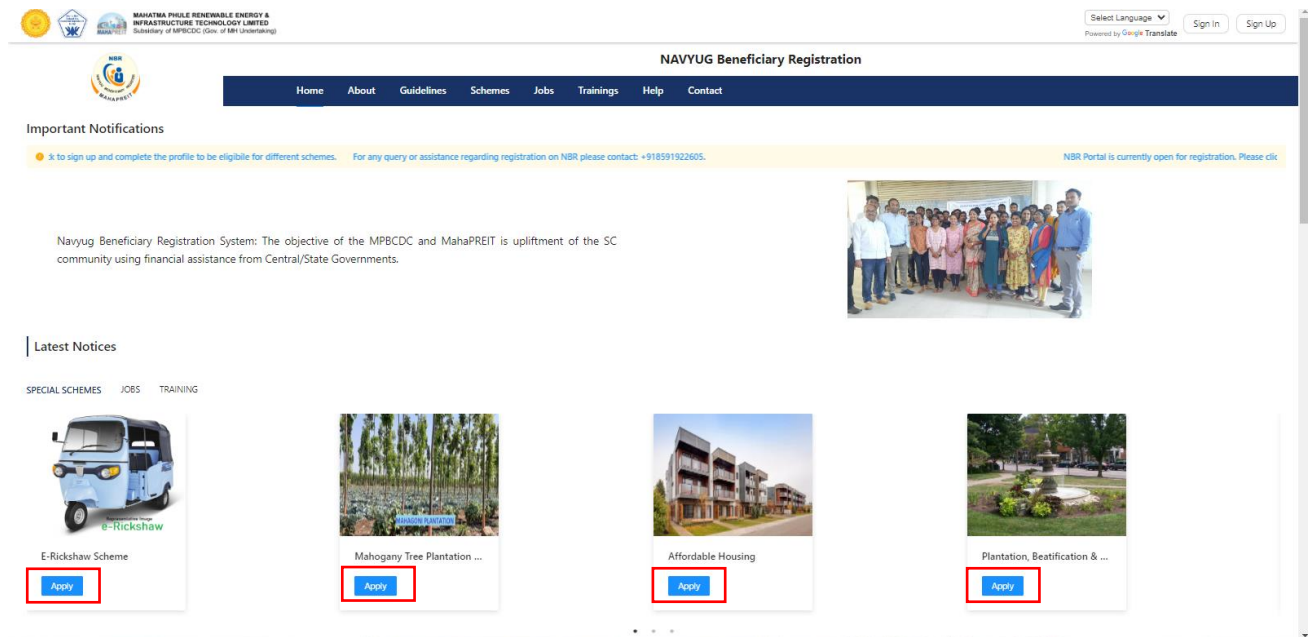 MAHATMA PHULE RENEWABLE ENERGY &
INFRASTRUCTURE TECHNOLOGY LIMITED
Subsidiary of MPBCDC (Gov. of MH Undertaking)
Select Language
Powered by Google Translate
Sign In
Sign Up
NBR
MAHAPREIT
NAVYUG Beneficiary Registration
Home About Guidelines Schemes Jobs Trainings Help Contact
Important Notifications
to sign up and complete the profile to be eligibile for different schemes. For any query or assistance regarding registration on NBR please contact: +918591922605. NBR Portal is currently open for registration. Please clic
Navyug Beneficiary Registration System: The objective of the MPBCDC and MahaPREIT is upliftment of the SC
community using financial assistance from Central/State Governments.
Latest Notices
SPECIAL SCHEMES JOBS TRAINING
Representative Image
e-Rickshaw
MAHAGONI PLANTATION
E-Rickshaw Scheme
Mahogany Tree Plantation ...
Affordable Housing
Plantation, Beatification & ...
Apply
Apply
Apply
Apply